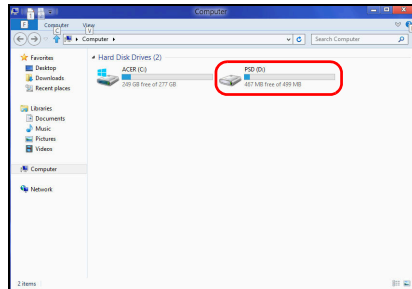 Computer
F Computer View
C V
Computer
Search Computer
Favorites
Desktop
Downloads
Recent places
Libraries
Documents
Music
Pictures
Videos
Computer
Network
Hard Disk Drives (2)
ACER (C:)
249 GB free of 277 GB
PSD (D:)
467 MB free of 499 MB
2 items